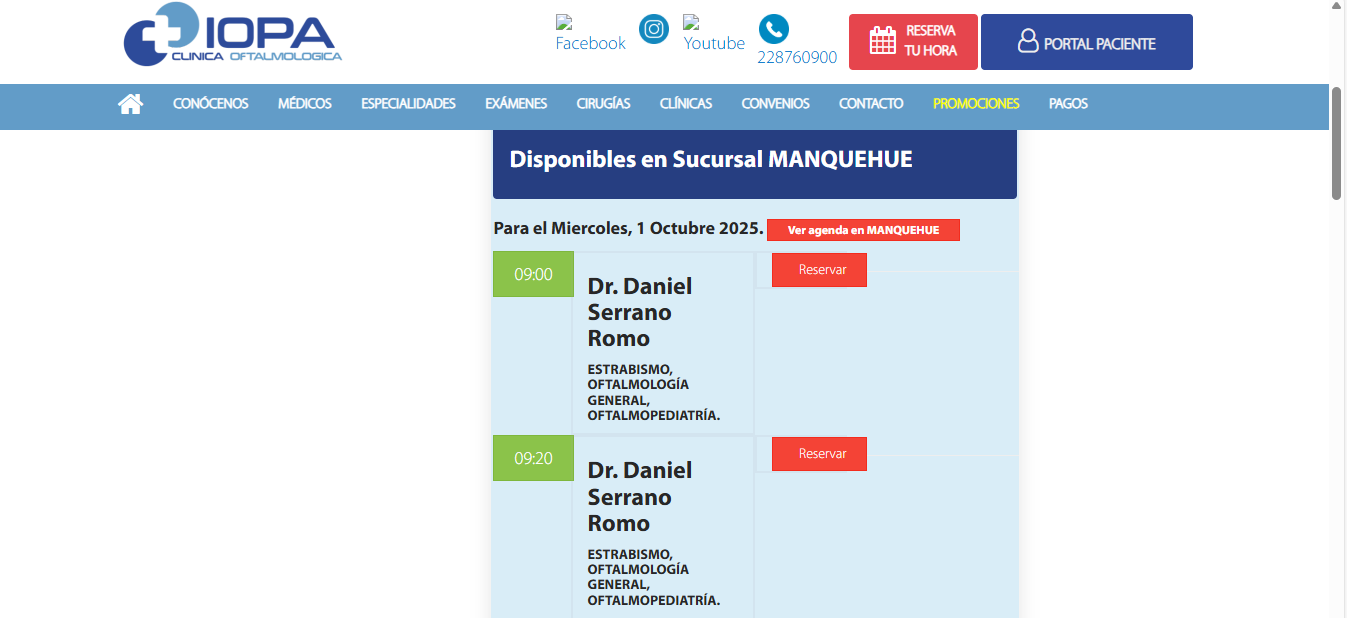 IOPA
CLINICA OFTALMOLOGICA
Facebook
Youtube
228760900
RESERVA
TU HORA
PORTAL PACIENTE
CONÓCENOS MÉDICOS ESPECIALIDADES EXÁMENES CIRUGÍAS CLÍNICAS CONVENIOS CONTACTO PROMOCIONES PAGOS
Disponibles en Sucursal MANQUEHUE
Para el Miercoles, 1 Octubre 2025. Ver agenda en MANQUEHUE
09:00
Dr. Daniel
Serrano
Romo
ESTRABISMO,
OFTALMOLOGÍA
GENERAL,
OFTALMOPEDIATRÍA.
Reservar
09:20
Dr. Daniel
Serrano
Romo
ESTRABISMO,
OFTALMOLOGÍA
GENERAL,
OFTALMOPEDIATRÍA.
Reservar